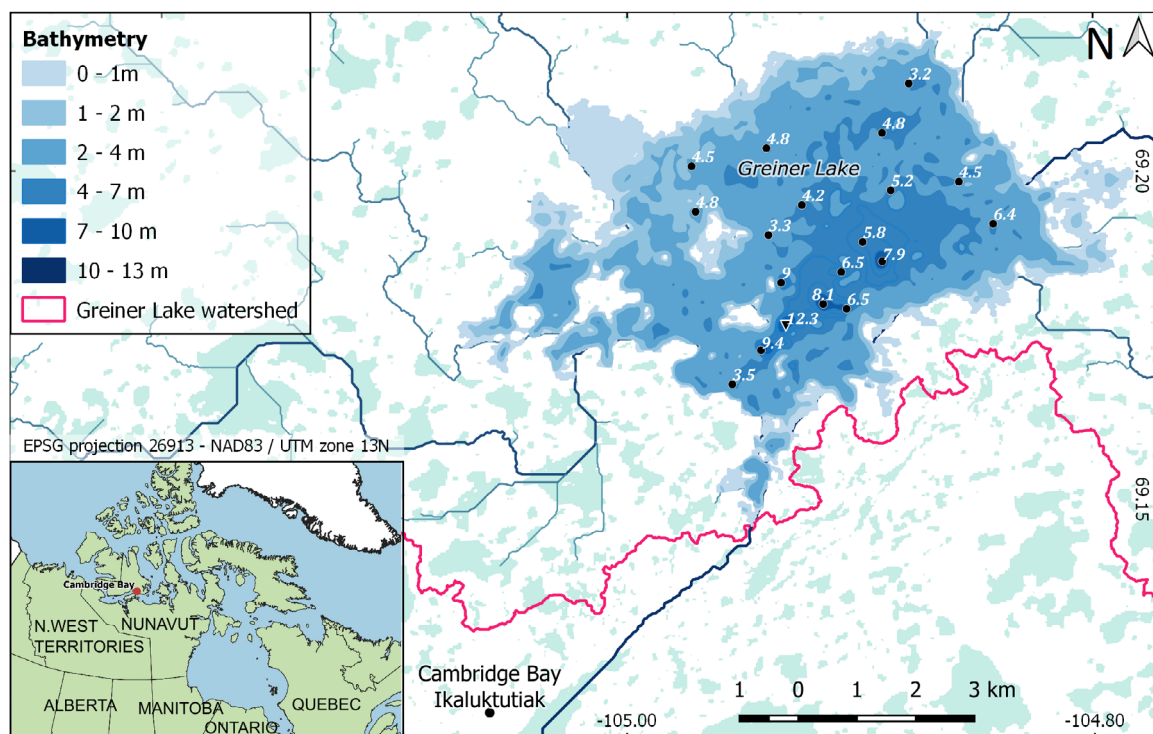 Bathymetry
0 - 1m
1 - 2 m
2 - 4 m
4 - 7 m
7 - 10 m
10 - 13 m
Greiner Lake watershed
N
3.2
4.8
4.8
4.5
Greiner Lake
4.5
5.2
4.8
4.2
6.4
3.3
5.8
7.9
6.5
9
8.1
6.5
12.3
9.4
3.5
69.20
69.15
EPSG projection 26913 - NAD83 / UTM zone 13N
Cambridge Bay
N.WEST
TERRITORIES
NUNAVUT
ALBERTA
MANITOBA
ONTARIO
QUEBEC
Cambridge Bay
Ikaluktutiak
1 0 1 2 3 km
-105.00
-104.80